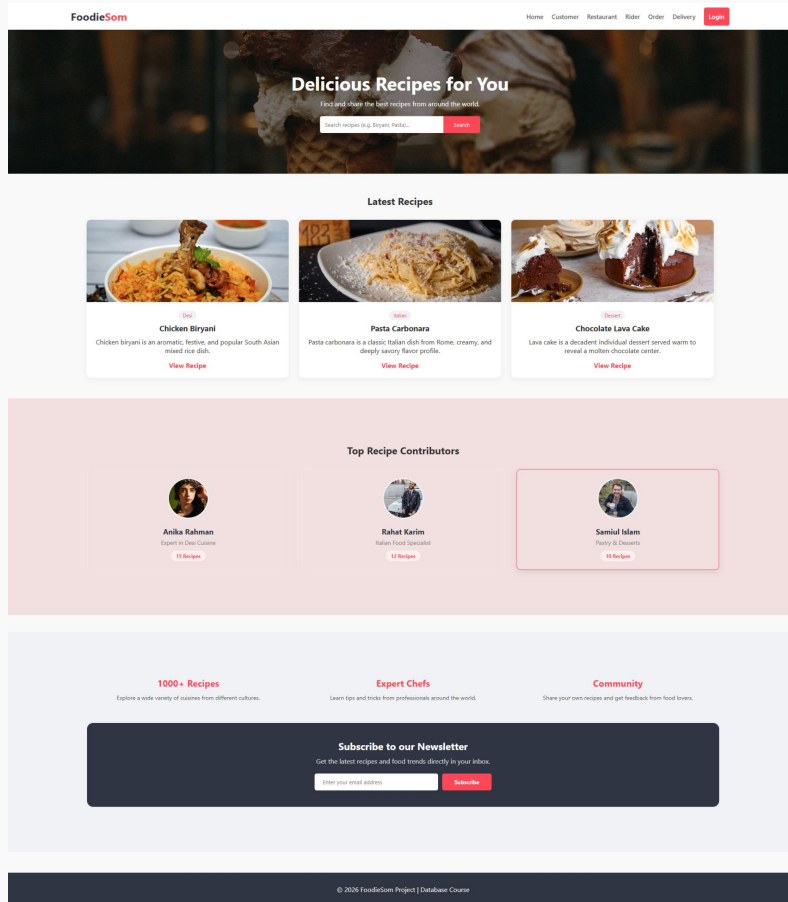 FoodieSom
Home Customer Restaurant Rider Order Delivery Login
Delicious Recipes for You
Find and share the best recipes from around the world.
Search recipes (e.g. Biryani, Pasta)... Search
Latest Recipes
Desi
Chicken Biryani
Chicken biryani is an aromatic, festive, and popular South Asian
mixed rice dish.
View Recipe
Italian
Pasta Carbonara
Pasta carbonara is a classic Italian dish from Rome, creamy, and
deeply savory flavor profile.
View Recipe
Dessert
Chocolate Lava Cake
Lava cake is a decadent individual dessert served warm to
reveal a molten chocolate center.
View Recipe
Top Recipe Contributors
Anika Rahman
Expert in Desi Cuisine
15 Recipes
Rahat Karim
Italian Food Specialist
12 Recipes
Samiul Islam
Pastry & Desserts
10 Recipes
1000+ Recipes
Explore a wide variety of cuisines from different cultures.
Expert Chefs
Learn tips and tricks from professionals around the world.
Community
Share your own recipes and get feedback from food lovers.
Subscribe to our Newsletter
Get the latest recipes and food trends directly in your inbox.
Enter your email address Subscribe
© 2026 FoodieSom Project | Database Course